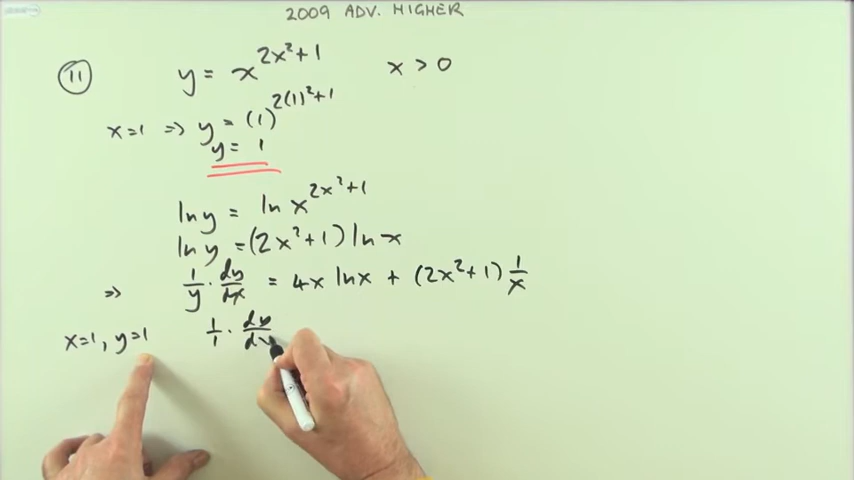 2009 ADV. HIGHER
11 y = x^(2x²+1) x > 0
x=1 ⇒ y = (1)^(2(1)²+1)
y = 1
ln y = ln x^(2x²+1)
ln y = (2x²+1) ln x
⇒ 1/y · dy/dx = 4x ln x + (2x²+1) 1/x
x=1, y=1 1/1 · dy/dx